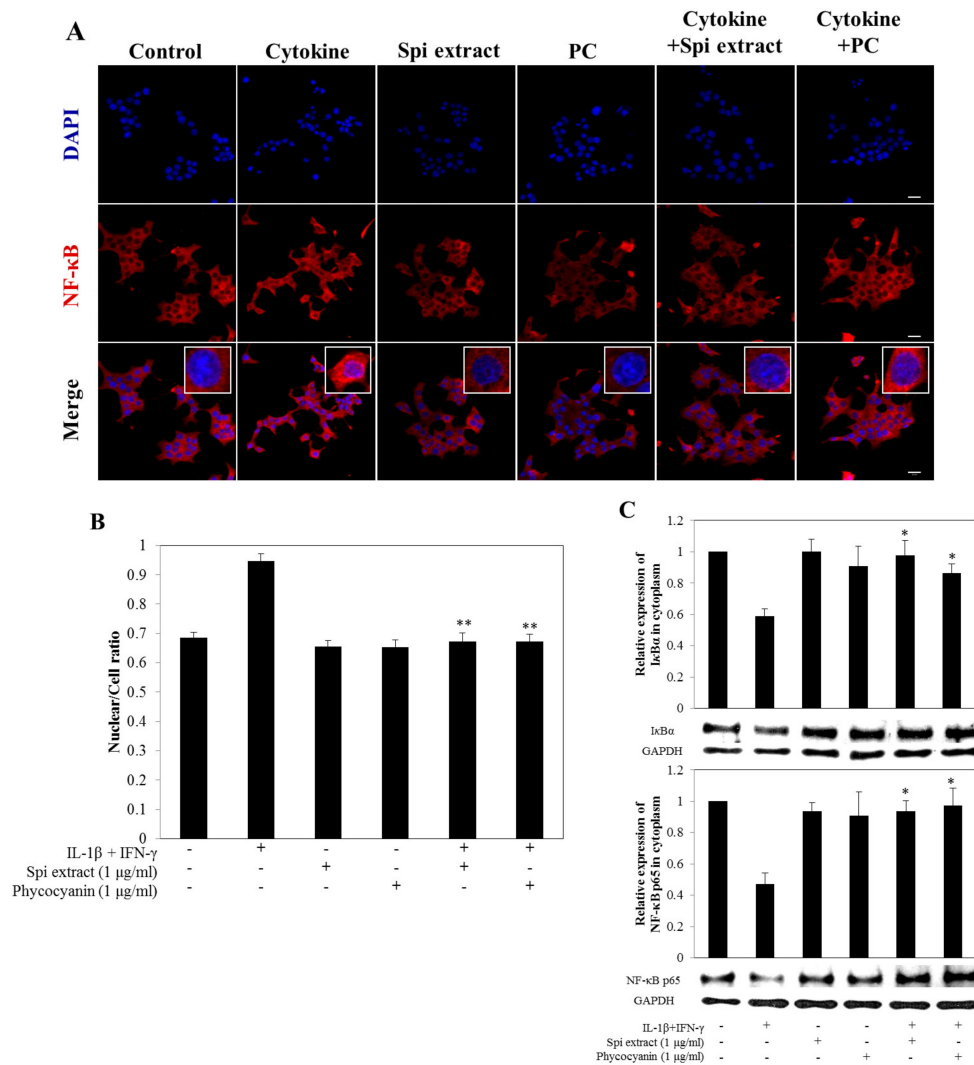 A
Control
Cytokine
Spi extract
PC
Cytokine
+Spi extract
Cytokine
+PC
DAPI
NF-κB
Merge
B
Nuclear/Cell ratio
1
0.9
0.8
0.7
0.6
0.5
0.4
0.3
0.2
0.1
0
** **
IL-1β + IFN-γ - + - - + +
Spi extract (1 μg/ml) - - + - + -
Phycocyanin (1 μg/ml) - - - + - +
C
Relative expression of
IκBα in cytoplasm
1.2
1
0.8
0.6
0.4
0.2
0
* *
IκBα
GAPDH
Relative expression of
NF-κB p65 in cytoplasm
1.2
1
0.8
0.6
0.4
0.2
0
* *
NF-κB p65
GAPDH
IL-1β+IFN-γ - + - - + +
Spi extract (1 μg/ml) - - + - + -
Phycocyanin (1 μg/ml) - - - + - +